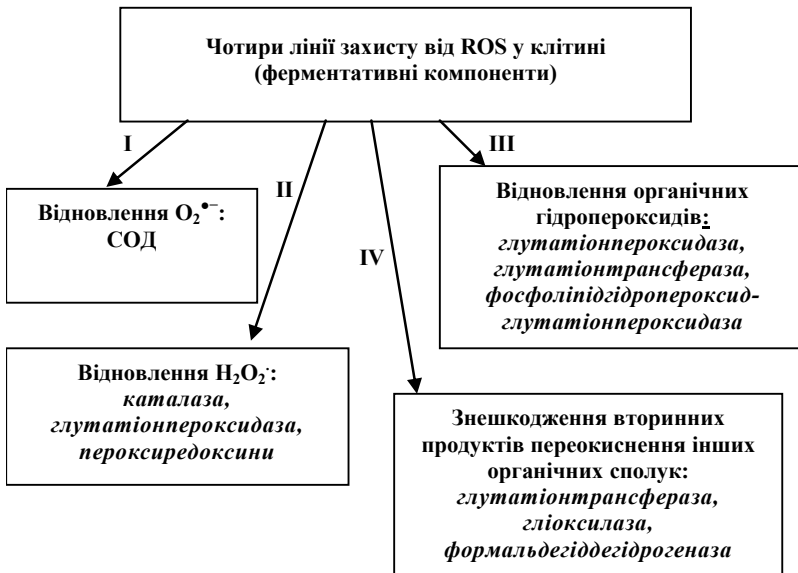 Чотири лінії захисту від ROS у клітині
(ферментативні компоненти)
I
II
IV
III
Відновлення O₂•⁻:
СОД
Відновлення H₂O₂·:
каталаза,
глутатіонпероксидаза,
пероксиредоксини
Відновлення органічних
гідропероксидів:
глутатіонпероксидаза,
глутатіонтрансфераза,
фосфоліпідгідропероксид-
глутатіонпероксидаза
Знешкодження вторинних
продуктів переокиснення інших
органічних сполук:
глутатіонтрансфераза,
гліоксилаза,
формальдегіддегідрогеназа